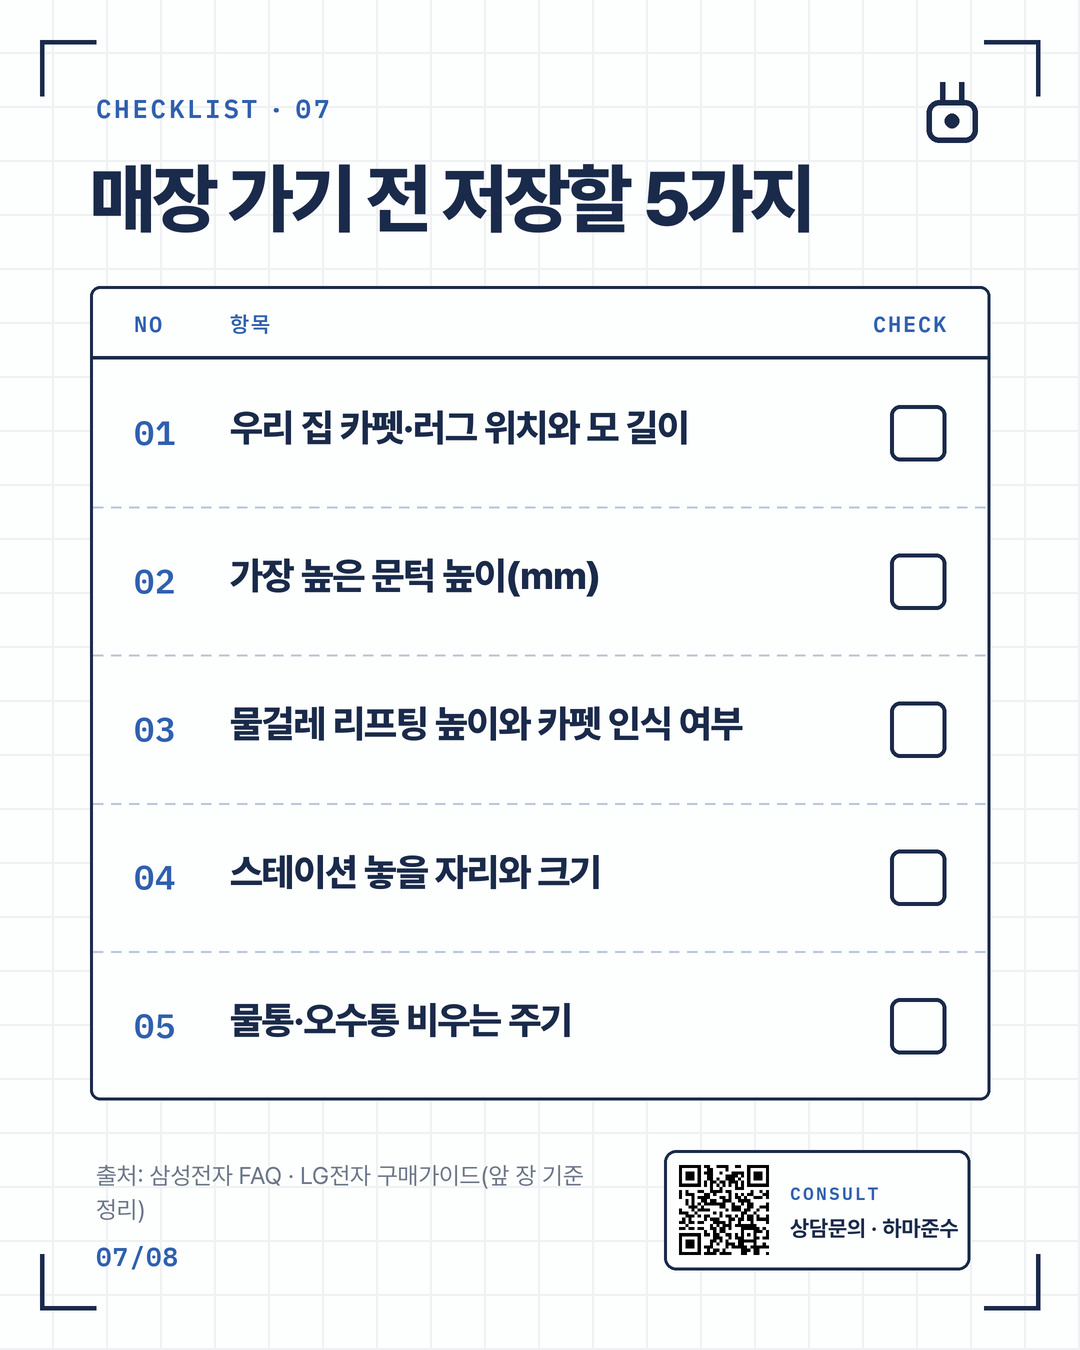 CHECKLIST · 07
매장 가기 전 저장할 5가지
NO 항목 CHECK
01 우리 집 카펫·러그 위치와 모 길이
02 가장 높은 문턱 높이(mm)
03 물걸레 리프팅 높이와 카펫 인식 여부
04 스테이션 놓을 자리와 크기
05 물통·오수통 비우는 주기
출처: 삼성전자 FAQ · LG전자 구매가이드(앞 장 기준
정리)
07/08
CONSULT
상담문의 · 하마준수